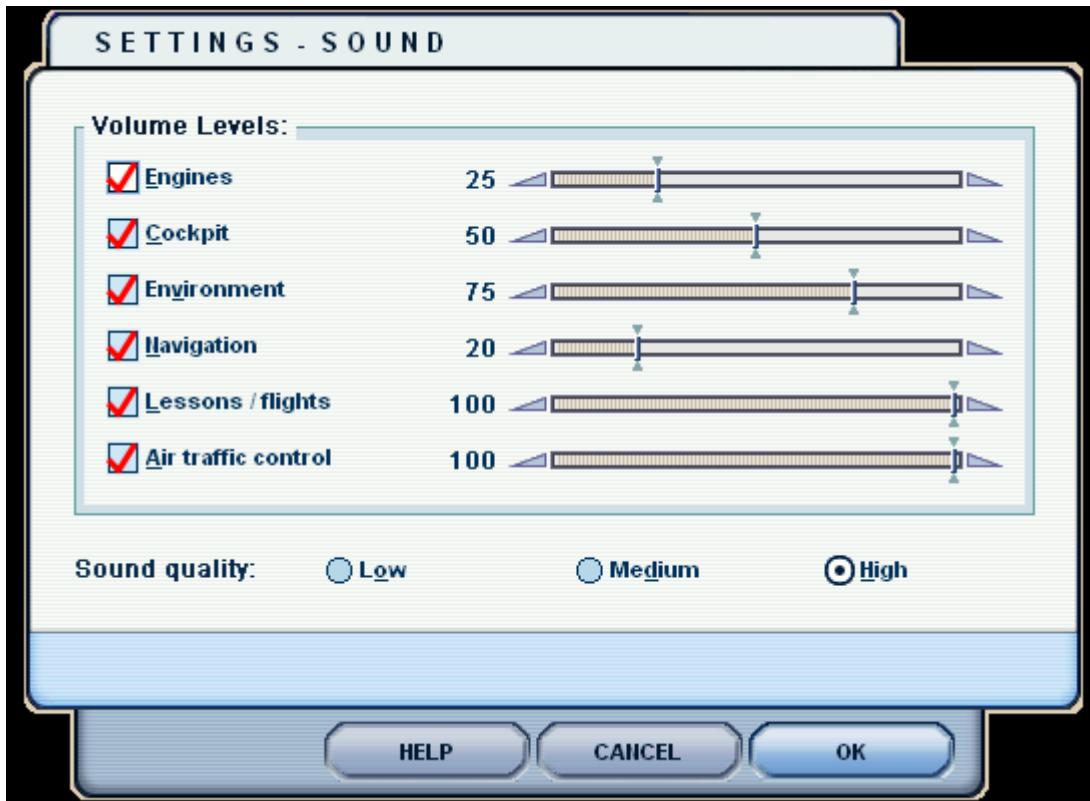 SETTINGS - SOUND
Volume Levels:
Engines 25
Cockpit 50
Environment 75
Navigation 20
Lessons / flights 100
Air traffic control 100
Sound quality: Low Medium High
HELP CANCEL OK